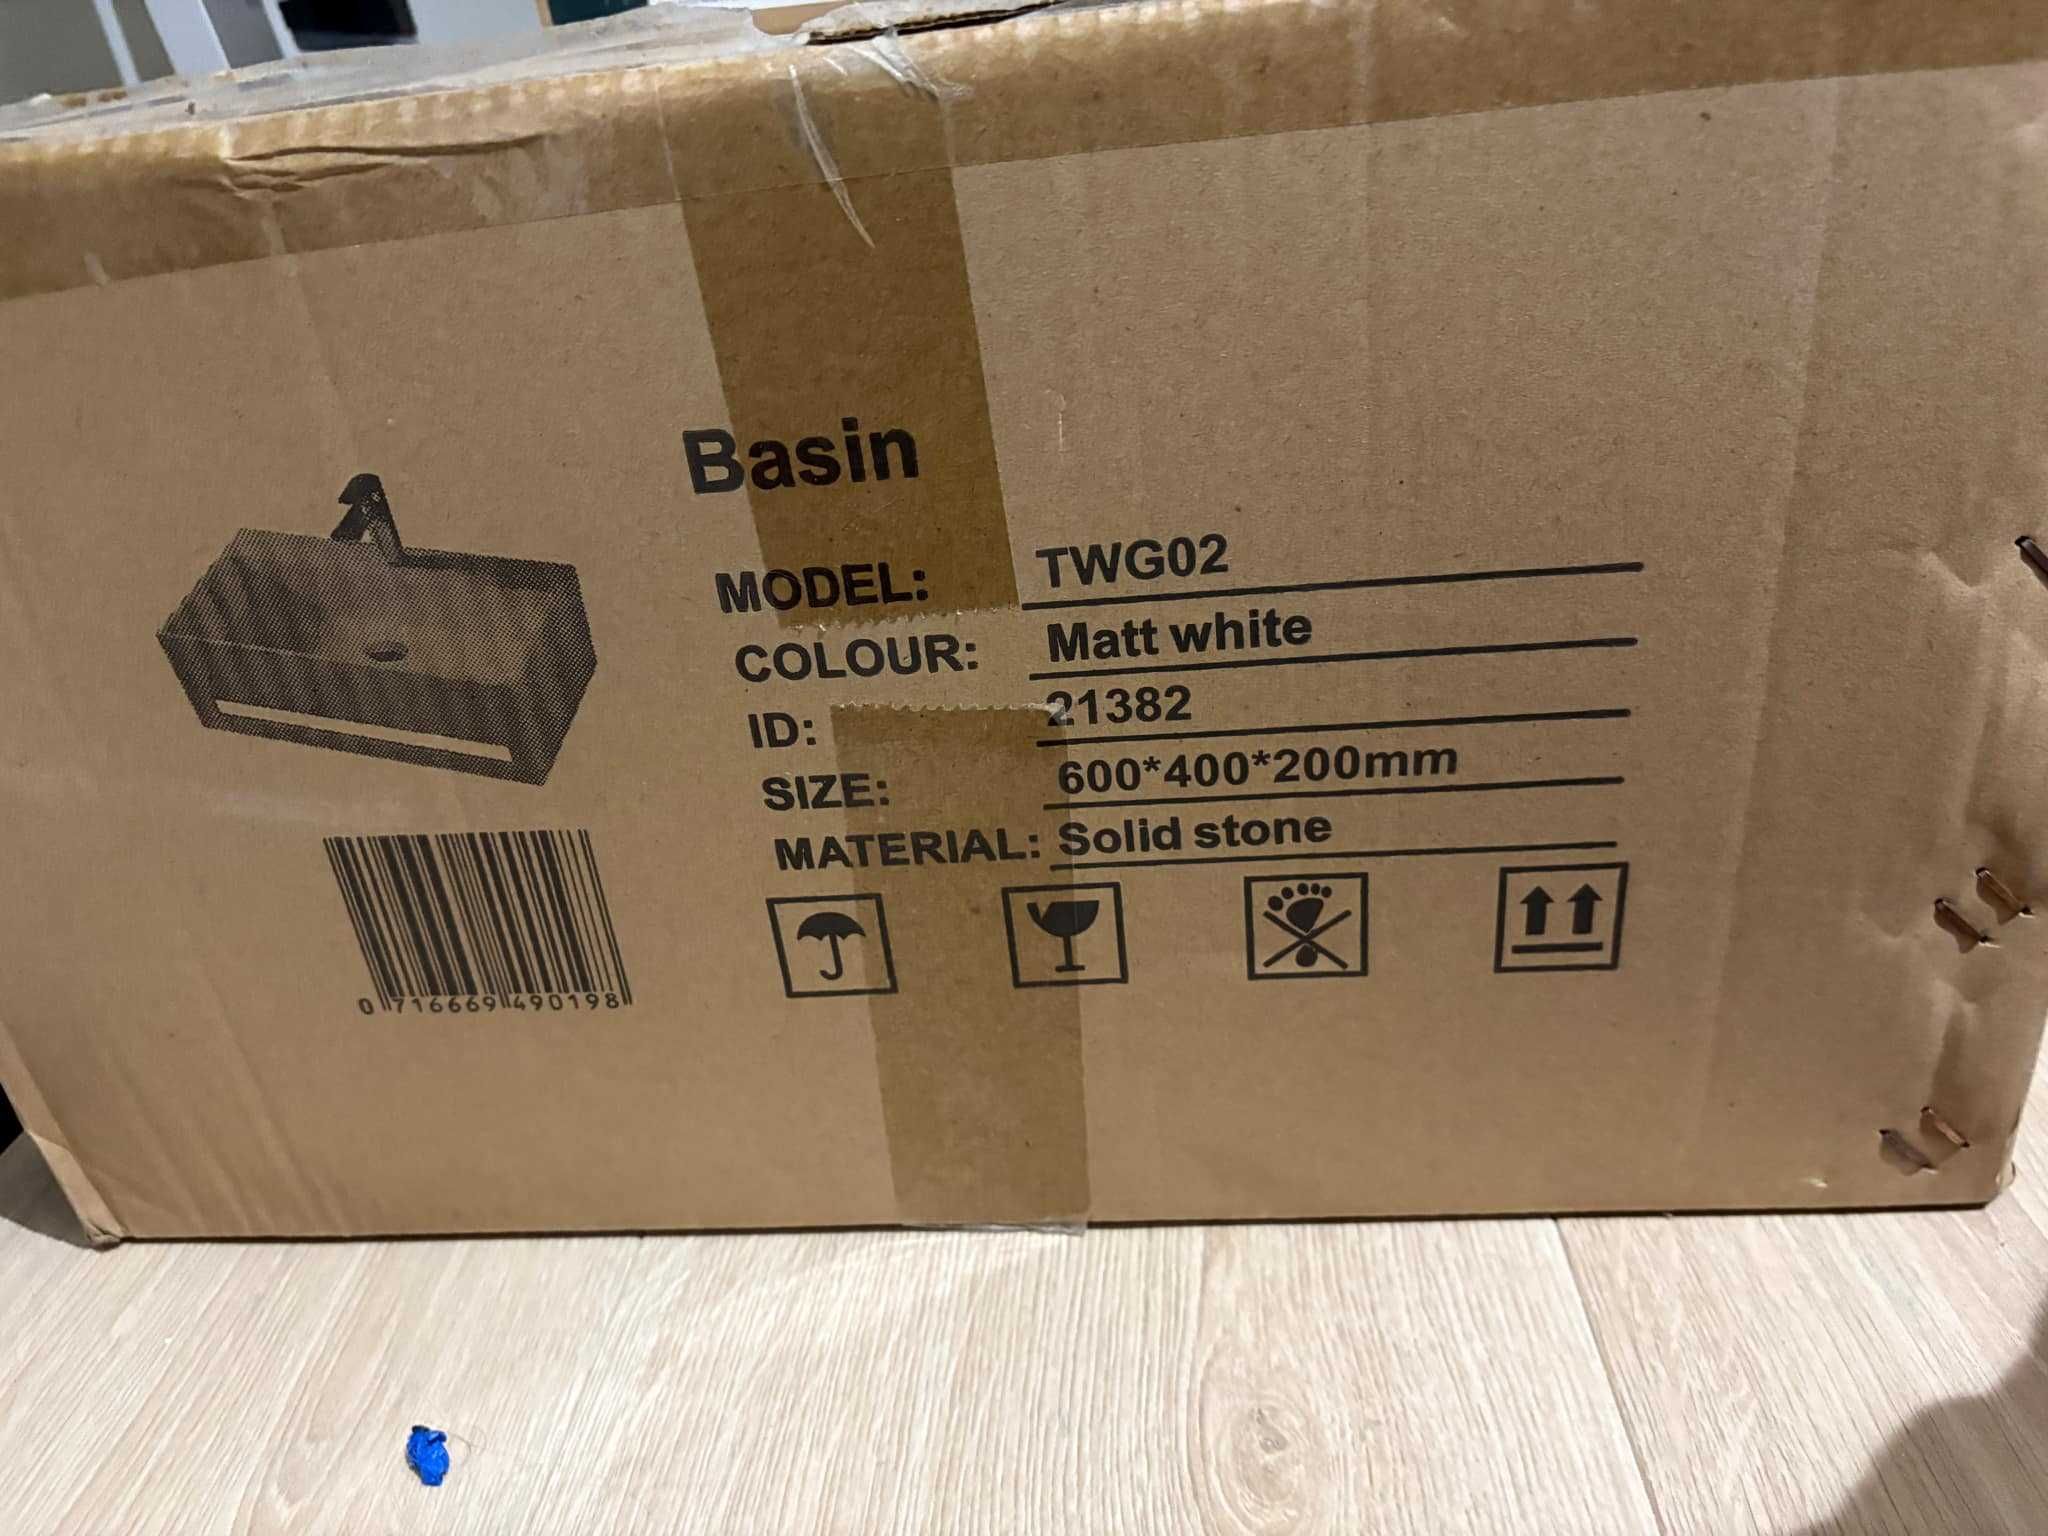 Basin
MODEL: TWG02
COLOUR: Matt white
ID: 21382
SIZE: 600*400*200mm
MATERIAL: Solid stone
0 716669 490198